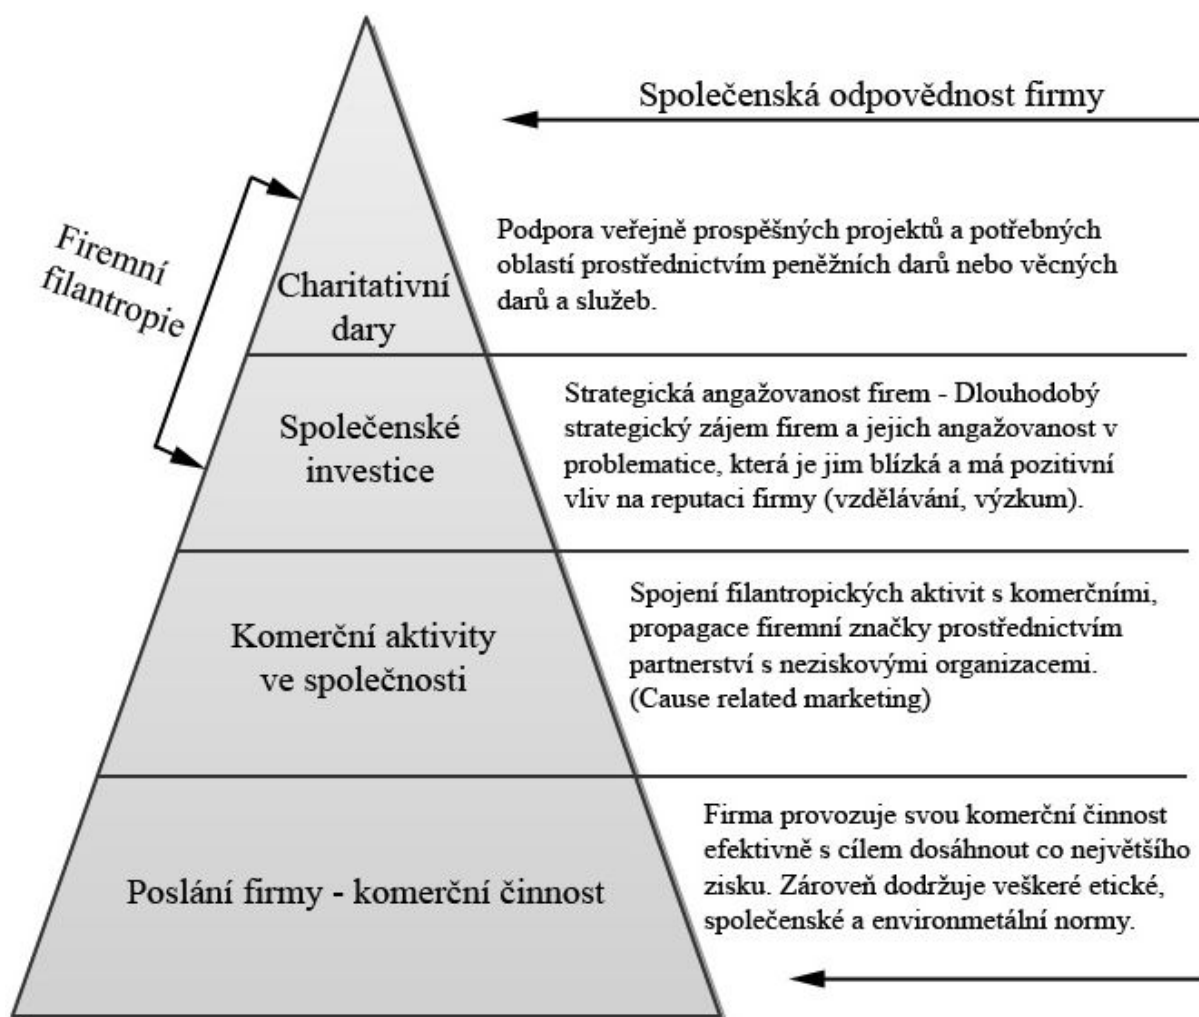 Společenská odpovědnost firmy
Firemní
filantropie
Charitativní
dary
Podpora veřejně prospěšných projektů a potřebných
oblastí prostřednictvím peněžních darů nebo věcných
darů a služeb.
Společenské
investice
Strategická angažovanost firem - Dlouhodobý
strategický zájem firem a jejich angažovanost v
problematice, která je jim blízká a má pozitivní
vliv na reputaci firmy (vzdělávání, výzkum).
Komerční aktivity
ve společnosti
Spojení filantropických aktivit s komerčními,
propagace firemní značky prostřednictvím
partnerství s neziskovými organizacemi.
(Cause related marketing)
Poslání firmy - komerční činnost
Firma provozuje svou komerční činnost
efektivně s cílem dosáhnout co největšího
zisku. Zároveň dodržuje veškeré etické,
společenské a environmetální normy.